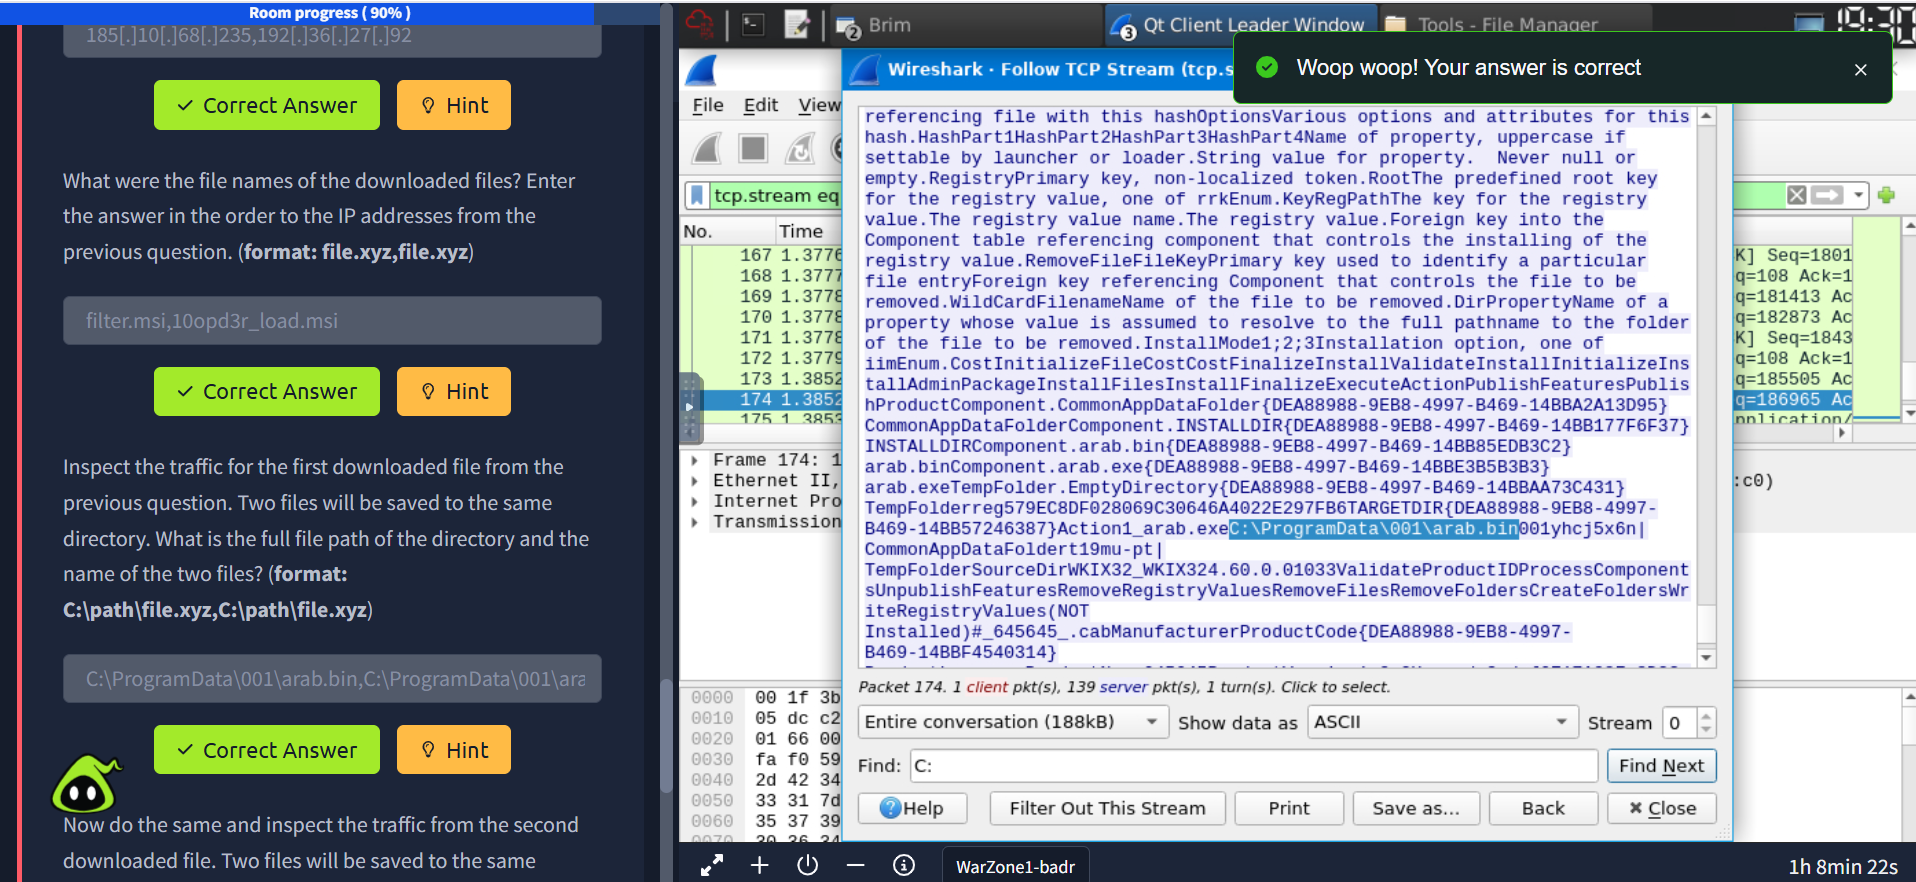 Room progress ( 90% )
185[.]10[.]68[.]235,192[.]36[.]27[.]92
Correct Answer
Hint
What were the file names of the downloaded files? Enter
the answer in the order to the IP addresses from the
previous question. (format: file.xyz,file.xyz)
filter.msi,10opd3r_load.msi
Correct Answer
Hint
Inspect the traffic for the first downloaded file from the
previous question. Two files will be saved to the same
directory. What is the full file path of the directory and the
name of the two files? (format:
C:\path\file.xyz,C:\path\file.xyz)
C:\ProgramData\001\arab.bin,C:\ProgramData\001\ara
Correct Answer
Hint
Now do the same and inspect the traffic from the second
downloaded file. Two files will be saved to the same
2 Brim
3 Qt Client Leader Window
Tools - File Manager
19:30
Woop woop! Your answer is correct
Wireshark · Follow TCP Stream (tcp.s
File Edit View
tcp.stream eq
No. Time
167 1.3776
168 1.3777
169 1.3778
170 1.3778
171 1.3778
172 1.3779
173 1.3852
174 1.3852
175 1.3853
Frame 174: 1
Ethernet II,
Internet Pro
Transmission
0000 00 1f 3b
0010 05 dc c2
0020 01 66 00
0030 fa f0 59
0040 2d 42 34
0050 33 31 7d
0060 35 37 39
0070 30 36 34
referencing file with this hashOptionsVarious options and attributes for this
hash.HashPart1HashPart2HashPart3HashPart4Name of property, uppercase if
settable by launcher or loader.String value for property.  Never null or
empty.RegistryPrimary key, non-localized token.RootThe predefined root key
for the registry value, one of rrkEnum.KeyRegPathThe key for the registry
value.The registry value name.The registry value.Foreign key into the
Component table referencing component that controls the installing of the
registry value.RemoveFileFileKeyPrimary key used to identify a particular
file entryForeign key referencing Component that controls the file to be
removed.WildCardFilenameName of the file to be removed.DirPropertyName of a
property whose value is assumed to resolve to the full pathname to the folder
of the file to be removed.InstallMode1;2;3Installation option, one of
iimEnum.CostInitializeFileCostCostFinalizeInstallValidateInstallInitializeIns
tallAdminPackageInstallFilesInstallFinalizeExecuteActionPublishFeaturesPublis
hProductComponent.CommonAppDataFolder{DEA88988-9EB8-4997-B469-14BBA2A13D95}
CommonAppDataFolderComponent.INSTALLDIR{DEA88988-9EB8-4997-B469-14BB177F6F37}
INSTALLDIRComponent.arab.bin{DEA88988-9EB8-4997-B469-14BB85EDB3C2}
arab.binComponent.arab.exe{DEA88988-9EB8-4997-B469-14BBE3B5B3B3}
arab.exeTempFolder.EmptyDirectory{DEA88988-9EB8-4997-B469-14BBAA73C431}
TempFolderreg579EC8DF028069C30646A4022E297FB6TARGETDIR{DEA88988-9EB8-4997-
B469-14BB57246387}Action1_arab.exeC:\ProgramData\001\arab.bin001yhcj5x6n|
CommonAppDataFoldert19mu-pt|
TempFolderSourceDirWKIX32_WKIX324.60.0.01033ValidateProductIDProcessComponent
sUnpublishFeaturesRemoveRegistryValuesRemoveFilesRemoveFoldersCreateFoldersWr
iteRegistryValues(NOT
Installed)#_645645_.cabManufacturerProductCode{DEA88988-9EB8-4997-
B469-14BBF4540314}
Packet 174. 1 client pkt(s), 139 server pkt(s), 1 turn(s). Click to select.
Entire conversation (188kB)
Show data as
ASCII
Stream
0
Find:
C:
Find Next
Help
Filter Out This Stream
Print
Save as...
Back
Close
K] Seq=1801
q=108 Ack=1
q=181413 Ac
q=182873 Ac
K] Seq=1843
q=108 Ack=1
q=185505 Ac
q=186965 Ac
pplication/
:c0)
WarZone1-badr
1h 8min 22s